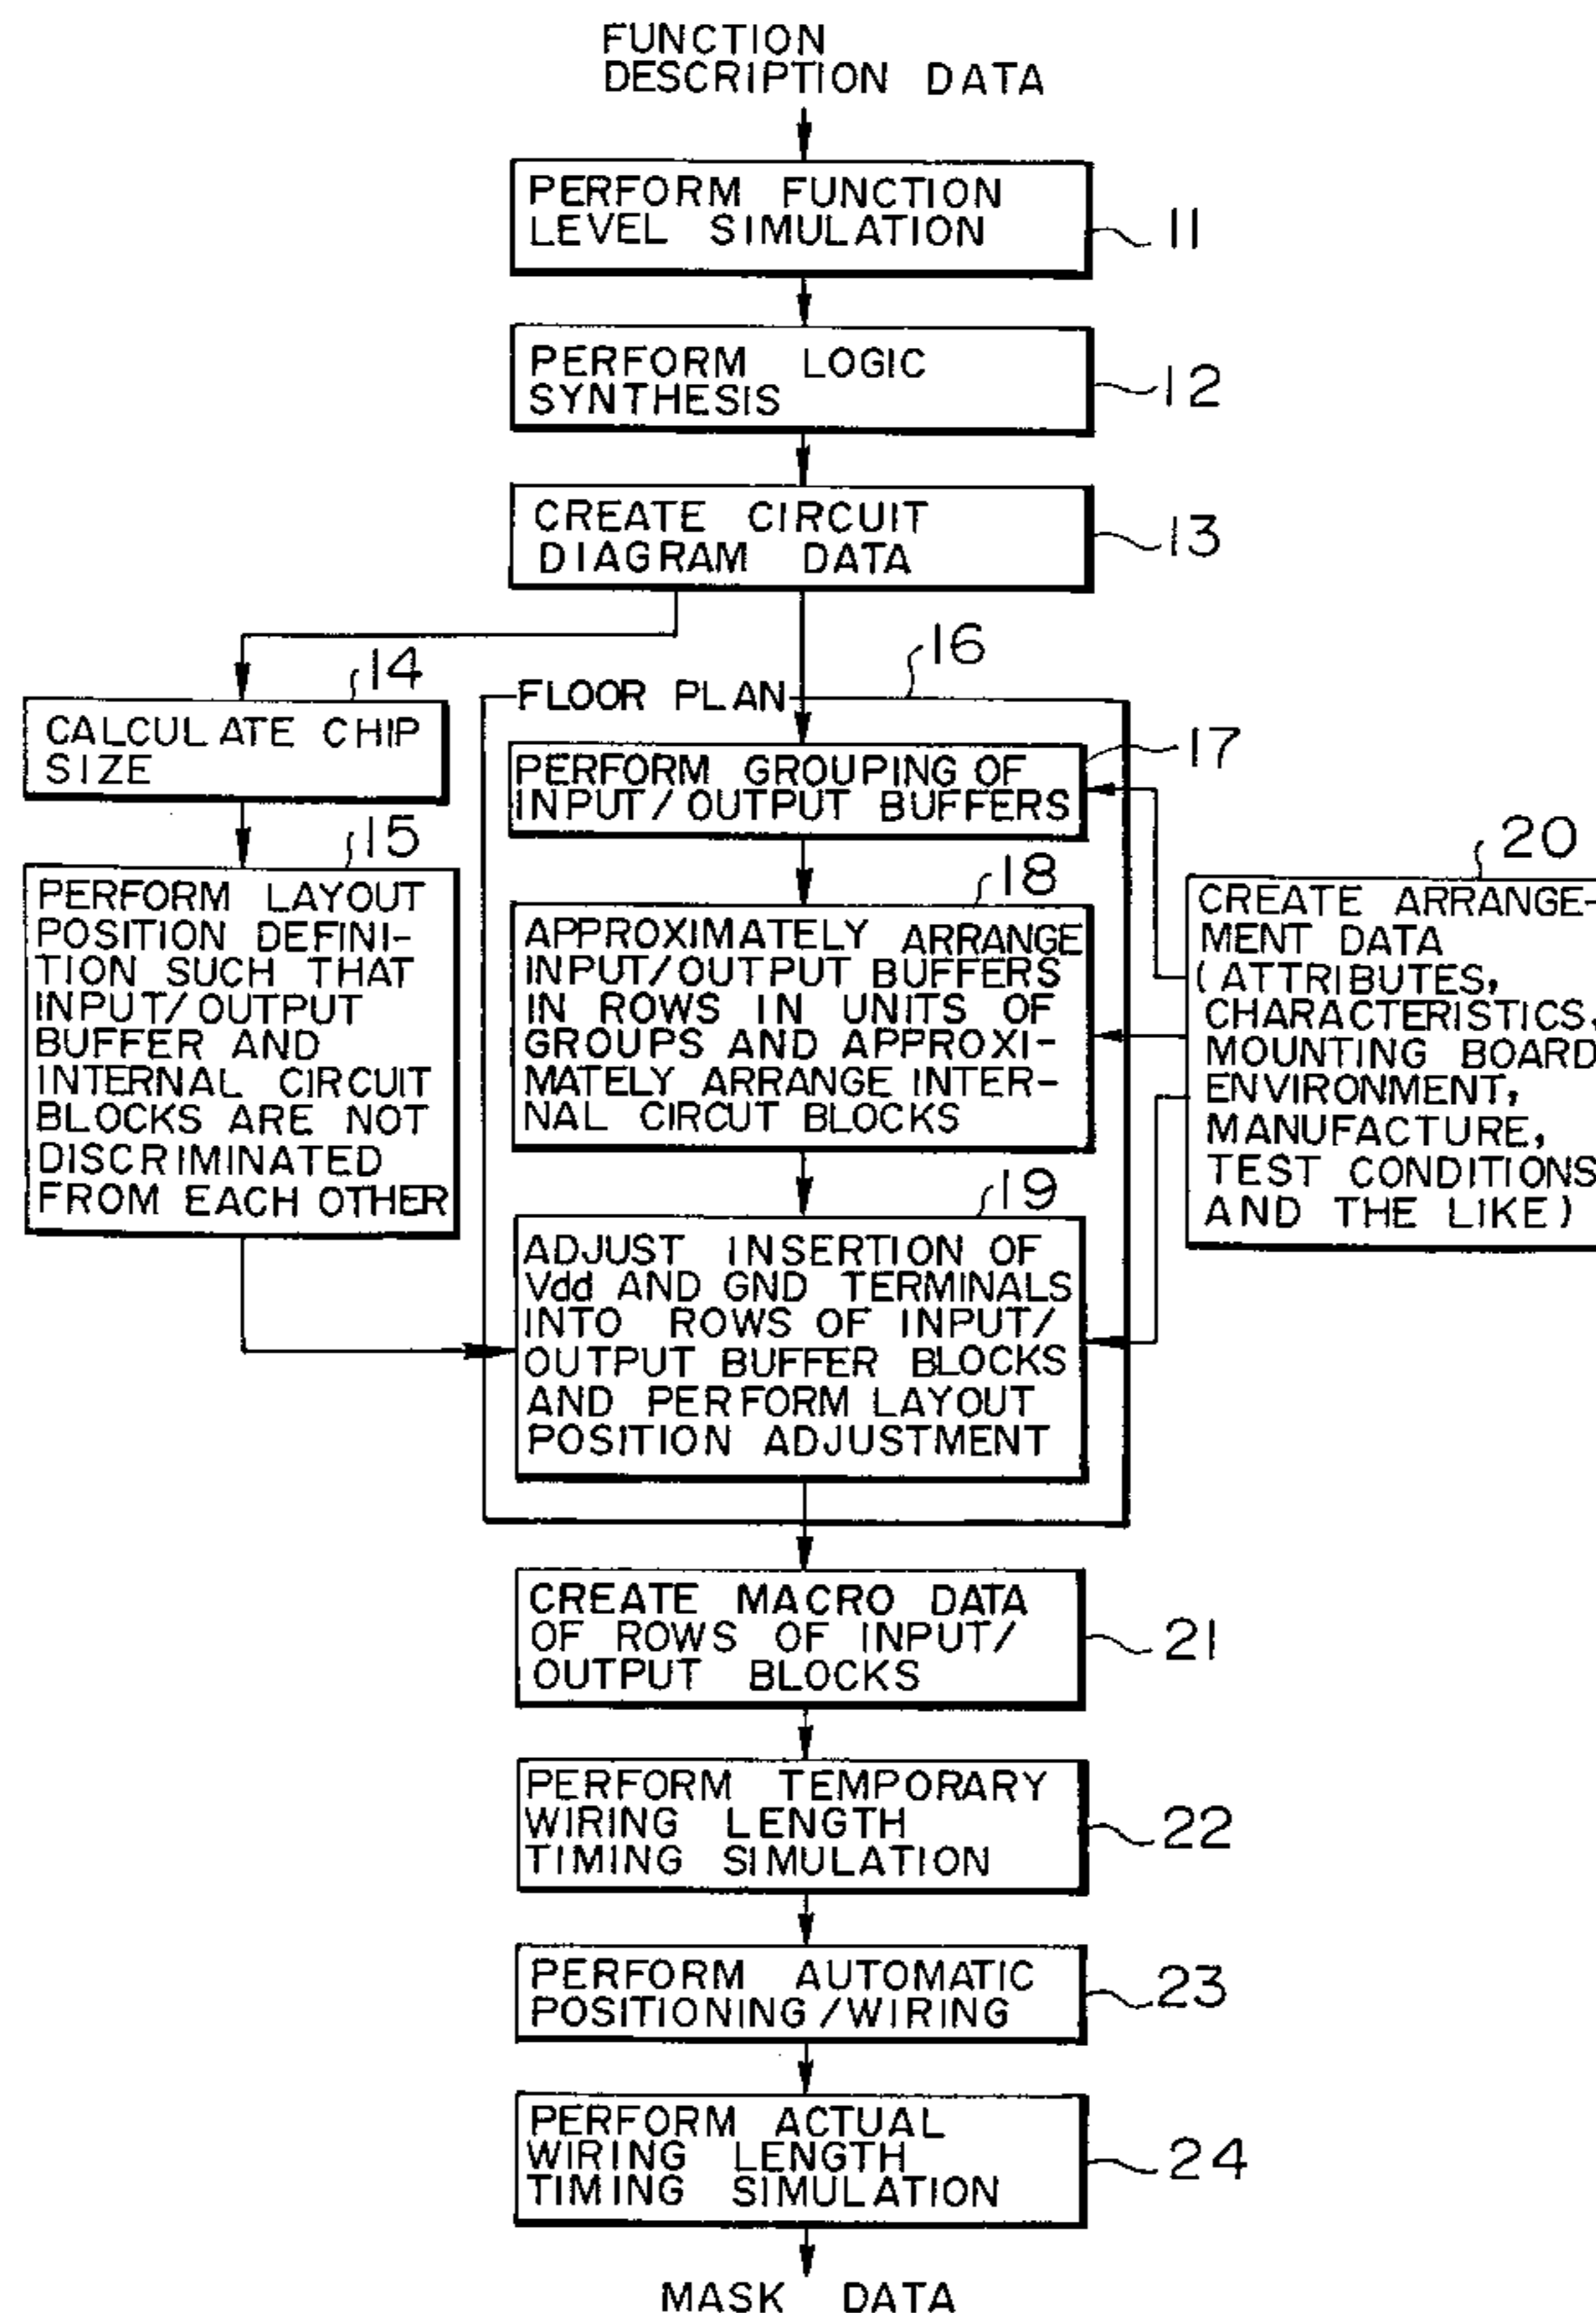 FUNCTION
DESCRIPTION DATA
PERFORM FUNCTION
LEVEL SIMULATION
11
PERFORM LOGIC
SYNTHESIS
12
CREATE CIRCUIT
DIAGRAM DATA
13
14
CALCULATE CHIP
SIZE
15
PERFORM LAYOUT
POSITION DEFINI-
TION SUCH THAT
INPUT/OUTPUT
BUFFER AND
INTERNAL CIRCUIT
BLOCKS ARE NOT
DISCRIMINATED
FROM EACH OTHER
16
FLOOR PLAN
17
PERFORM GROUPING OF
INPUT/OUTPUT BUFFERS
18
APPROXIMATELY ARRANGE
INPUT/OUTPUT BUFFERS
IN ROWS IN UNITS OF
GROUPS AND APPROXI-
MATELY ARRANGE INTER-
NAL CIRCUT BLOCKS
19
ADJUST INSERTION OF
Vdd AND GND TERMINALS
INTO ROWS OF INPUT/
OUTPUT BUFFER BLOCKS
AND PERFORM LAYOUT
POSITION ADJUSTMENT
20
CREATE ARRANGE-
MENT DATA
(ATTRIBUTES,
CHARACTERISTICS,
MOUNTING BOARD
ENVIRONMENT,
MANUFACTURE,
TEST CONDITIONS
AND THE LIKE)
CREATE MACRO DATA
OF ROWS OF INPUT/
OUTPUT BLOCKS
21
PERFORM TEMPORARY
WIRING LENGTH
TIMING SIMULATION
22
PERFORM AUTOMATIC
POSITIONING/WIRING
23
PERFORM ACTUAL
WIRING LENGTH
TIMING SIMULATION
24
MASK DATA